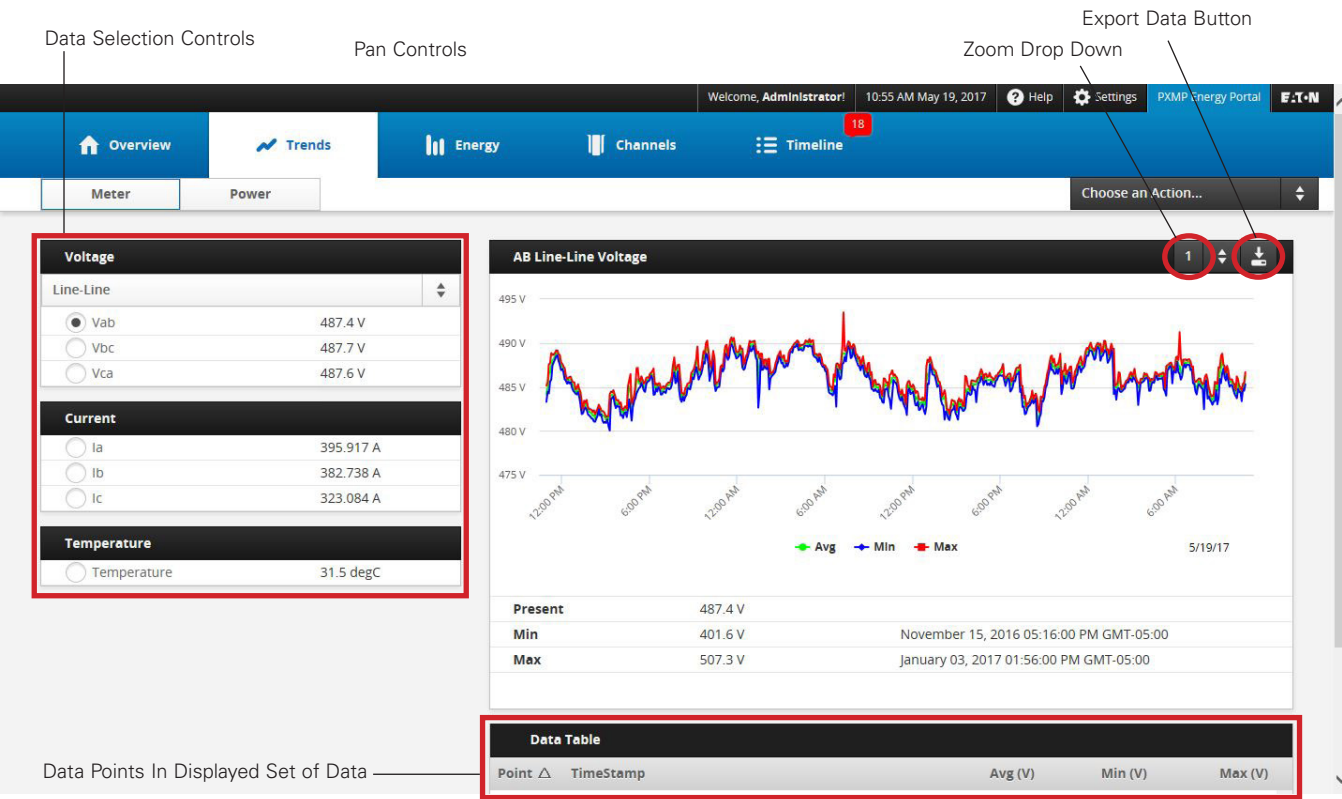 Export Data Button
Data Selection Controls
Pan Controls
Zoom Drop Down
Welcome, Administrator! 10:55 AM May 19, 2017 ? Help Settings PXMP Energy Portal E:T•N
18
Overview Trends Energy Channels Timeline
Meter Power Choose an Action...
Voltage
Line-Line
Vab 487.4 V
Vbc 487.7 V
Vca 487.6 V
Current
Ia 395.917 A
Ib 382.738 A
Ic 323.084 A
Temperature
Temperature 31.5 degC
AB Line-Line Voltage 1
495 V
490 V
485 V
480 V
475 V
12:00 PM 6:00 PM 12:00 AM 6:00 AM 12:00 PM 6:00 PM 12:00 AM 6:00 AM
Avg Min Max 5/19/17
Present 487.4 V
Min 401.6 V November 15, 2016 05:16:00 PM GMT-05:00
Max 507.3 V January 03, 2017 01:56:00 PM GMT-05:00
Data Table
Point TimeStamp Avg (V) Min (V) Max (V)
Data Points In Displayed Set of Data